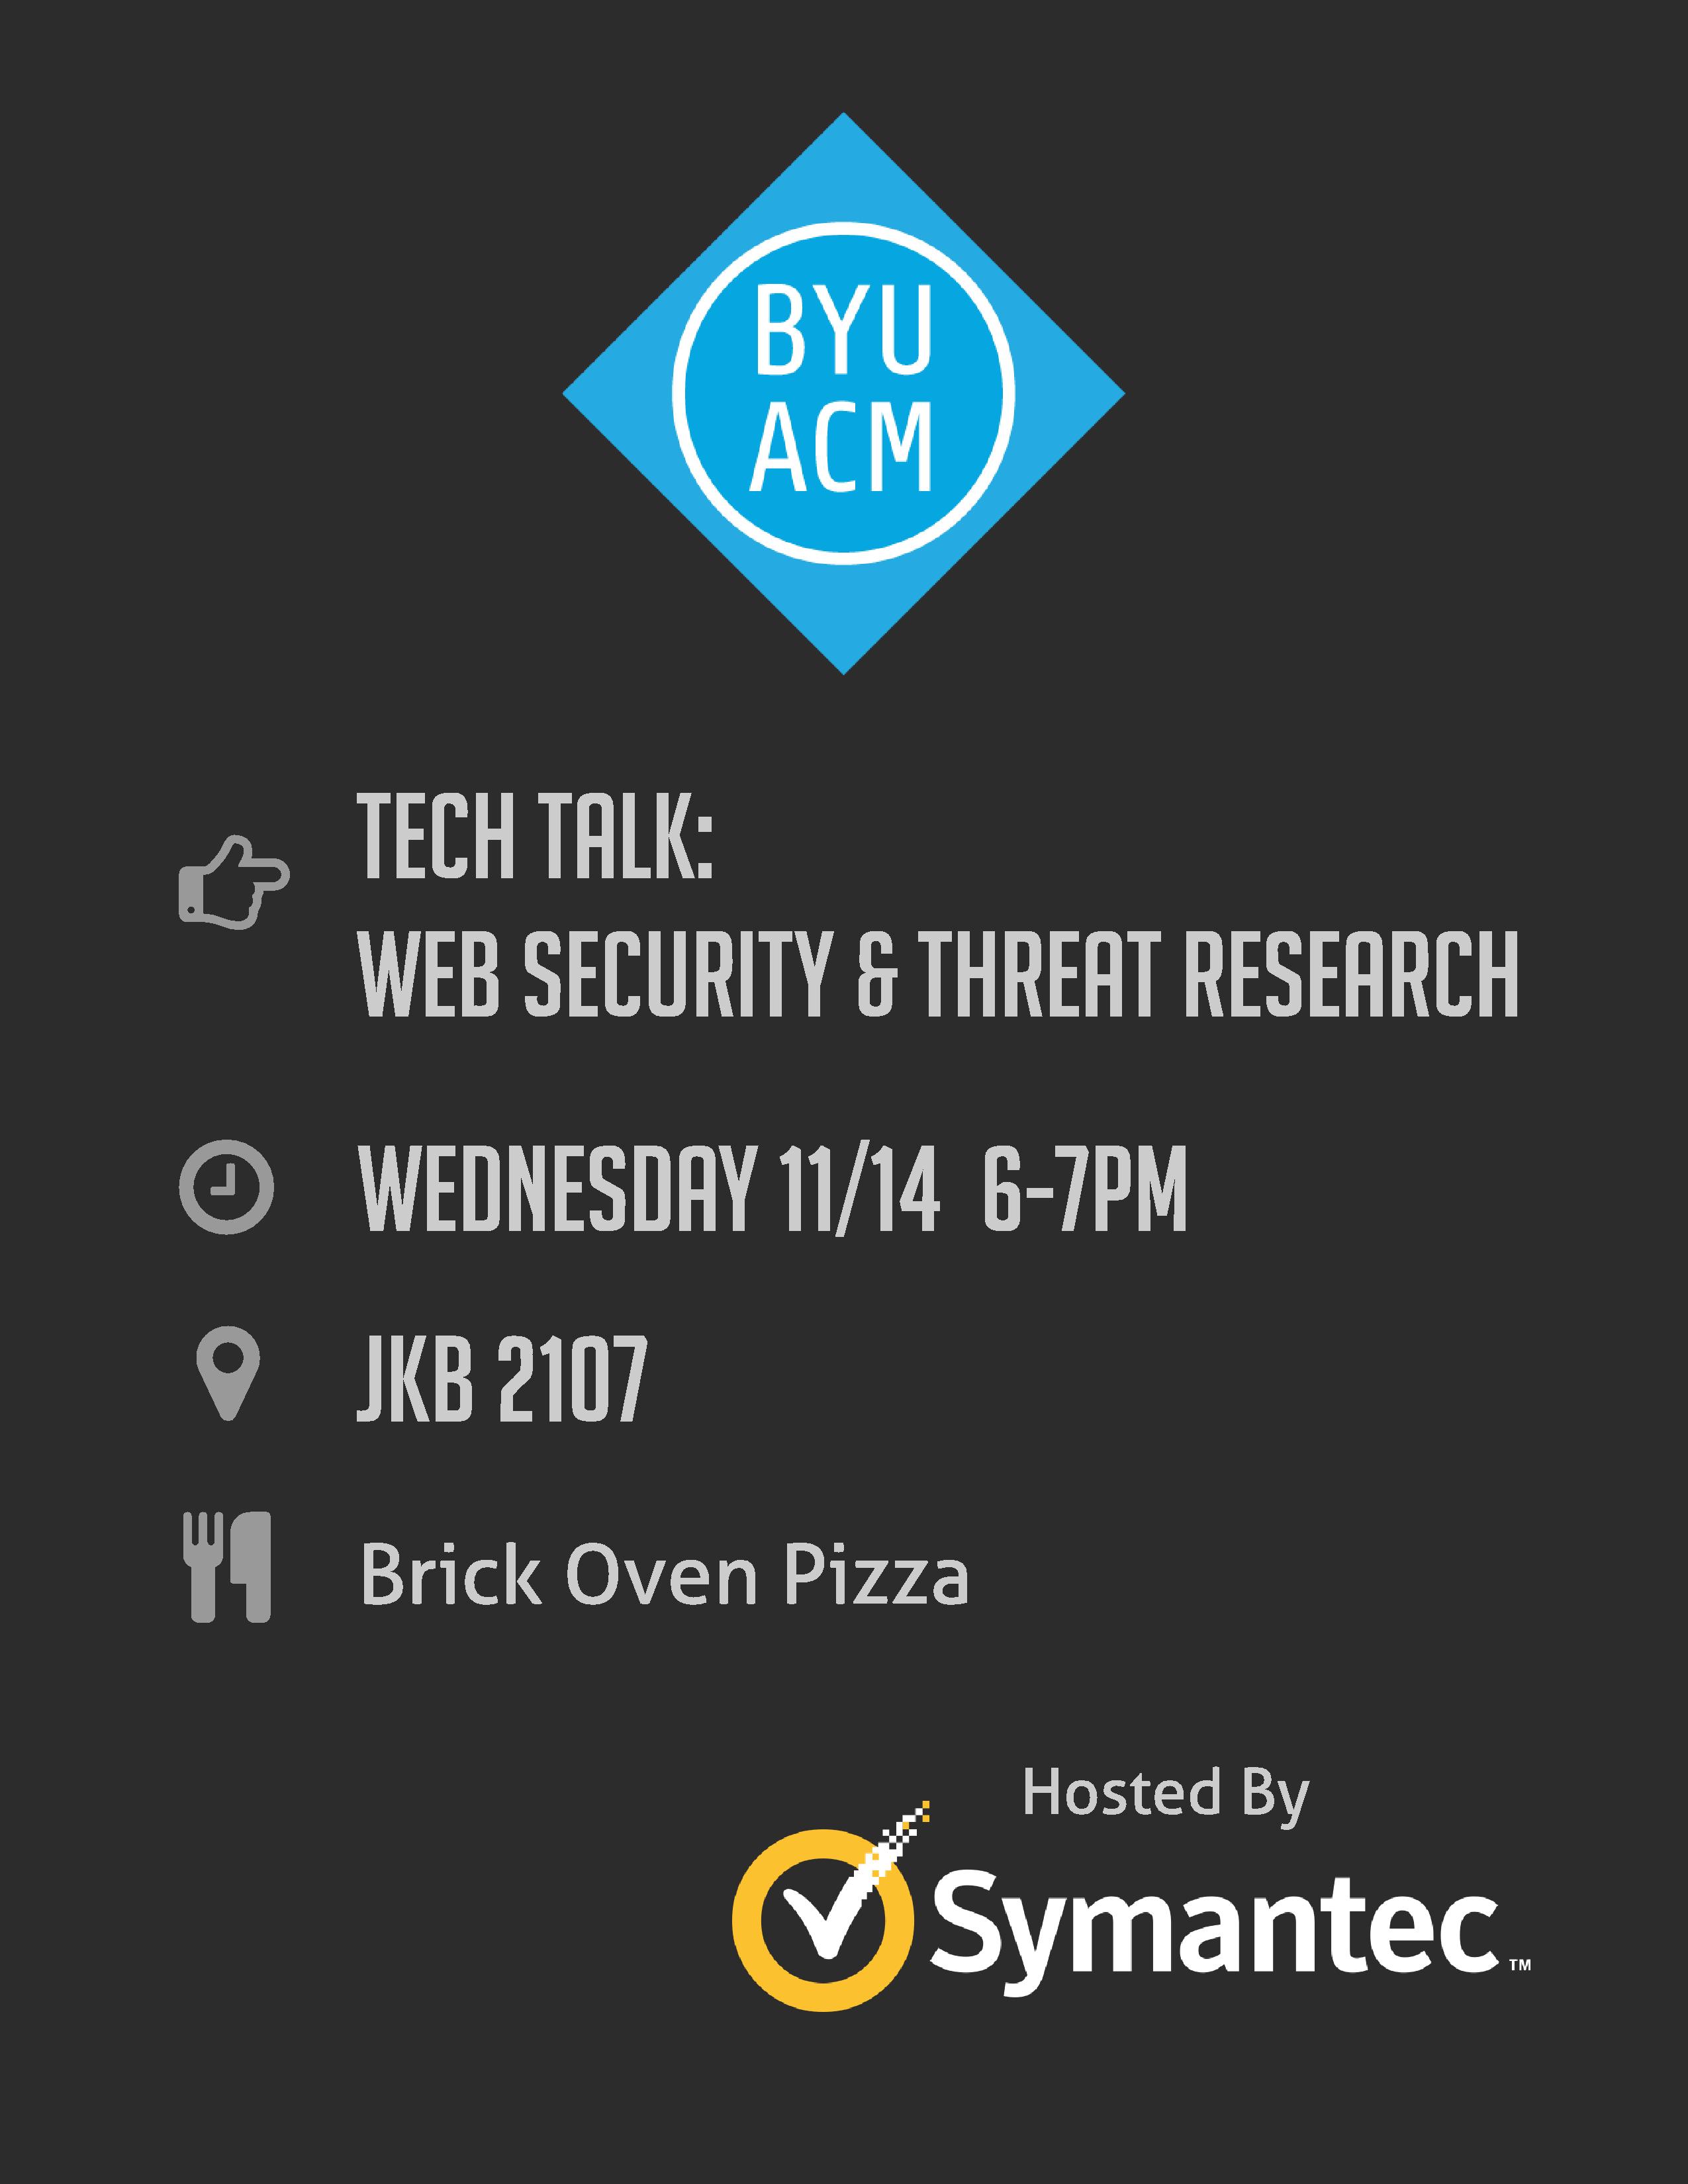 BYU
ACM
TECH TALK:
WEB SECURITY & THREAT RESEARCH
WEDNESDAY 11/14 6-7PM
JKB 2107
Brick Oven Pizza
Hosted By
Symantec™